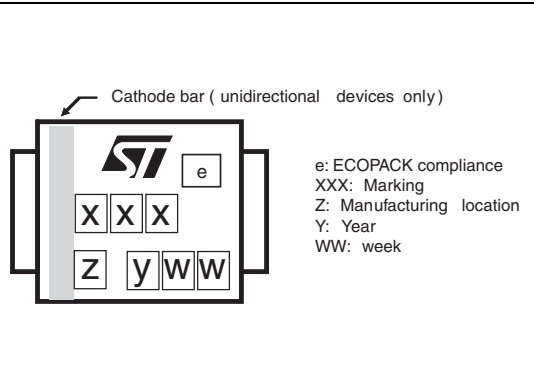 Cathode bar ( unidirectional devices only )
ST
e
x x x
z y w w
e: ECOPACK compliance
XXX: Marking
Z: Manufacturing location
Y: Year
WW: week